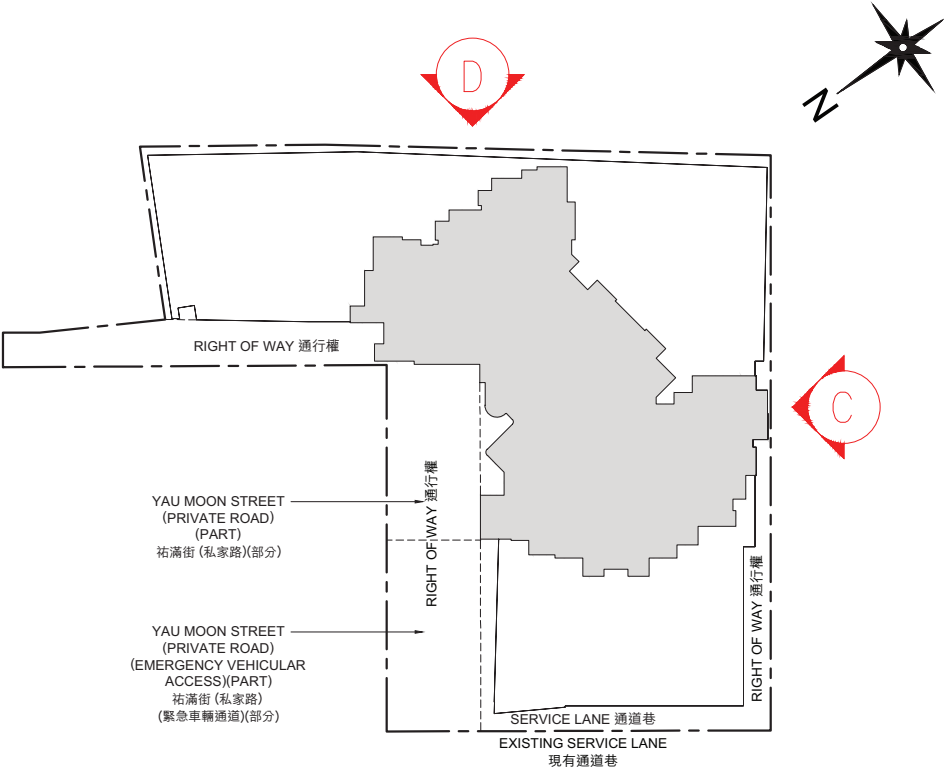 D
N
RIGHT OF WAY 通行權
C
RIGHT OF WAY 通行權
YAU MOON STREET
(PRIVATE ROAD)
(PART)
祐滿街 (私家路)(部分)
RIGHT OF WAY 通行權
YAU MOON STREET
(PRIVATE ROAD)
(EMERGENCY VEHICULAR
ACCESS)(PART)
祐滿街 (私家路)
(緊急車輛通道)(部分)
SERVICE LANE 通道巷
EXISTING SERVICE LANE
現有通道巷